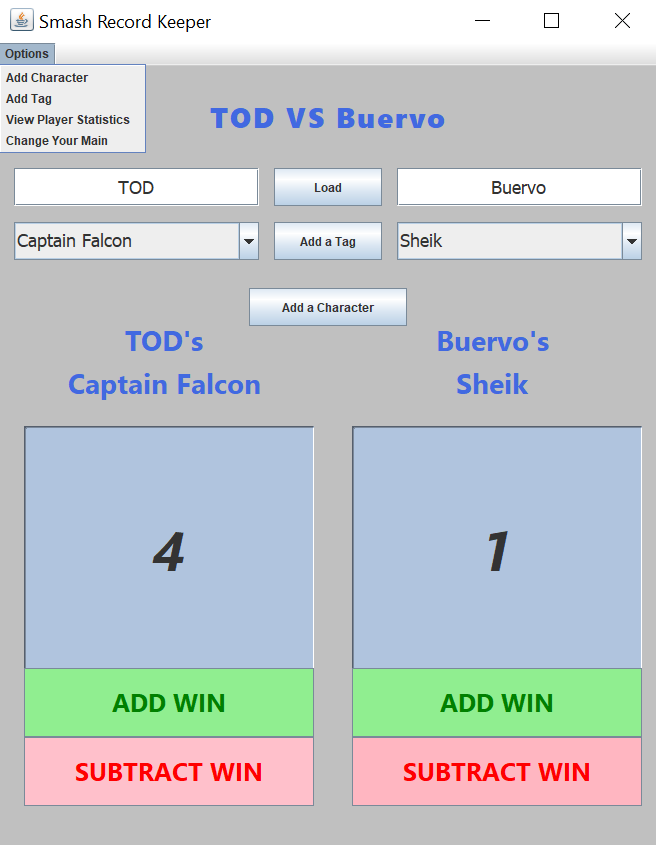 Smash Record Keeper
Options
Add Character
Add Tag
View Player Statistics
Change Your Main
TOD VS Buervo
TOD Load Buervo
Captain Falcon Add a Tag Sheik
Add a Character
TOD's Buervo's
Captain Falcon Sheik
4 1
ADD WIN ADD WIN
SUBTRACT WIN SUBTRACT WIN